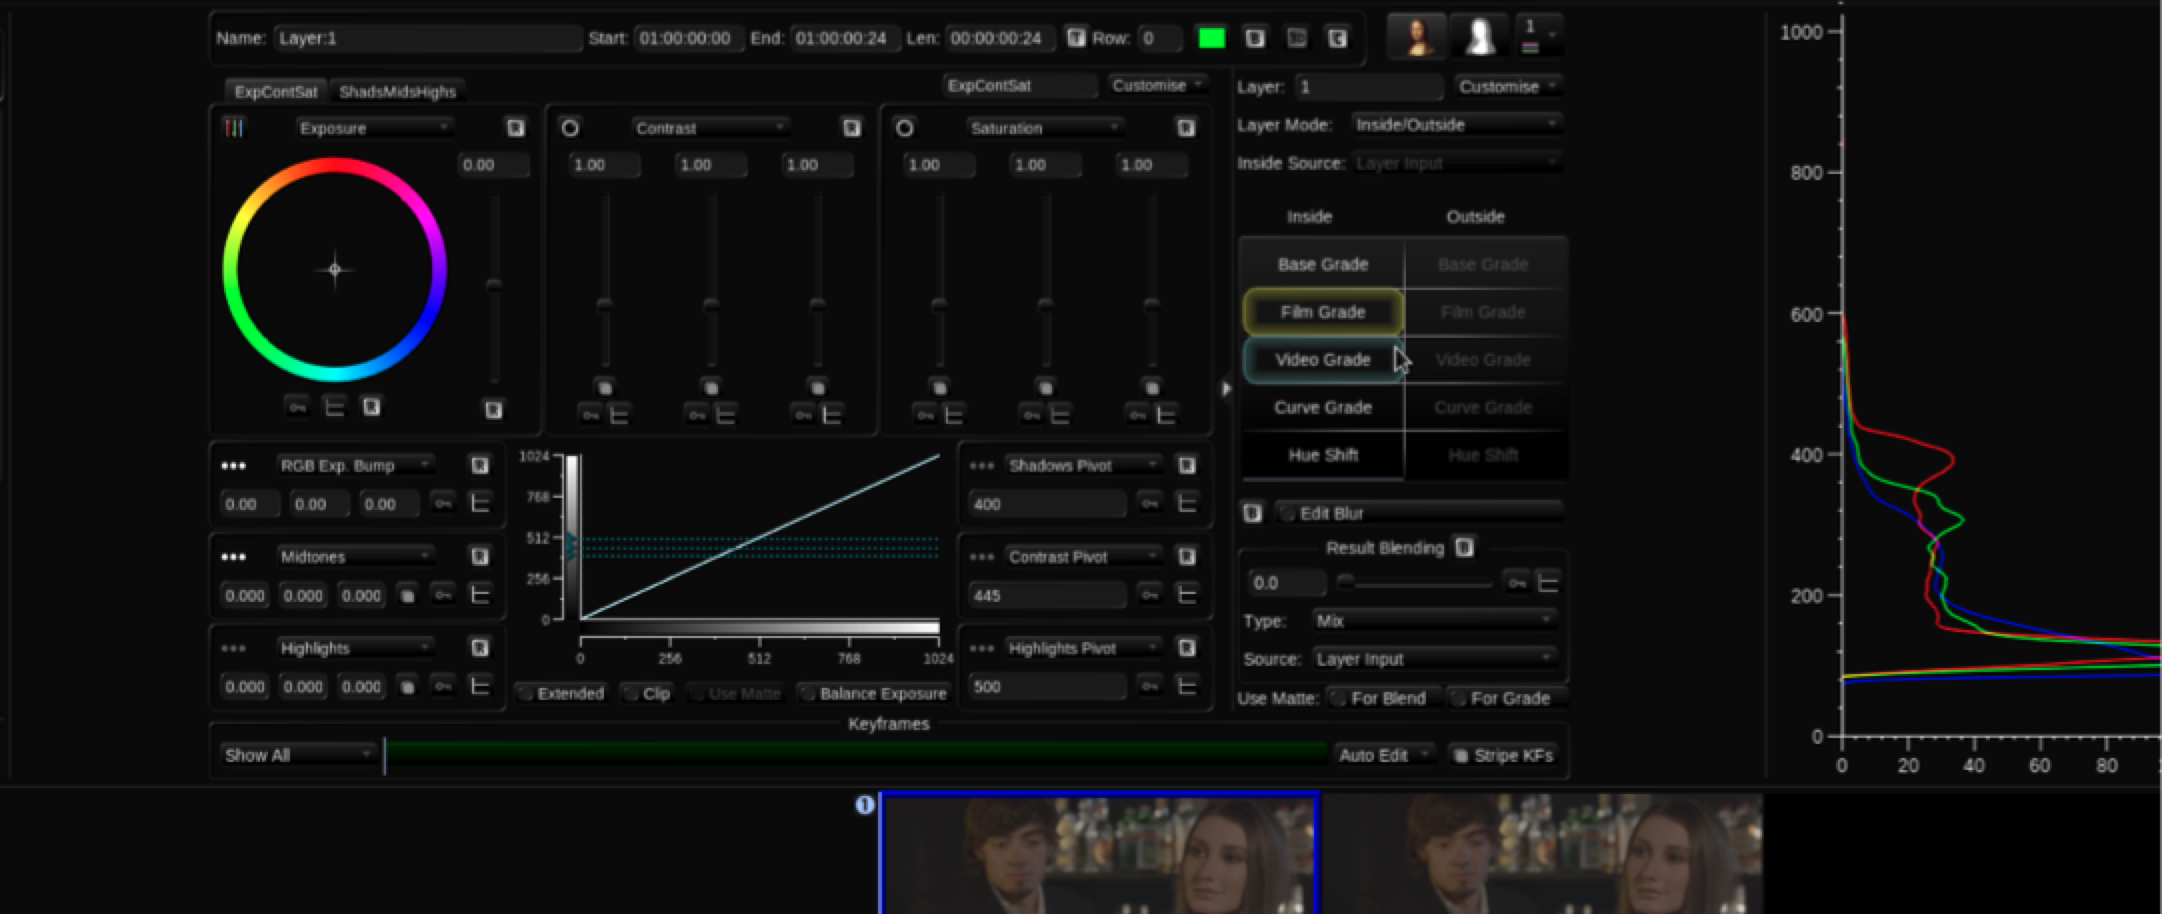 Name: Layer:1 Start: 01:00:00:00 End: 01:00:00:24 Len: 00:00:00:24 Row: 0
1
ExpContSat ShadsMidsHighs
ExpContSat Customise
Exposure
0.00
Contrast
1.00 1.00 1.00
Saturation
1.00 1.00 1.00
RGB Exp. Bump
0.00 0.00 0.00
Midtones
0.000 0.000 0.000
Highlights
0.000 0.000 0.000
1024
768
512
256
0
0 256 512 768 1024
Extended Clip Use Matte Balance Exposure
Shadows Pivot
400
Contrast Pivot
445
Highlights Pivot
500
Layer: 1 Customise
Layer Mode: Inside/Outside
Inside Source: Layer Input
Inside Outside
Base Grade Base Grade
Film Grade Film Grade
Video Grade Video Grade
Curve Grade Curve Grade
Hue Shift Hue Shift
Edit Blur
Result Blending
0.0
Type: Mix
Source: Layer Input
Use Matte: For Blend For Grade
Keyframes
Show All Auto Edit Stripe KFs
1000
800
600
400
200
0
0 20 40 60 80
1